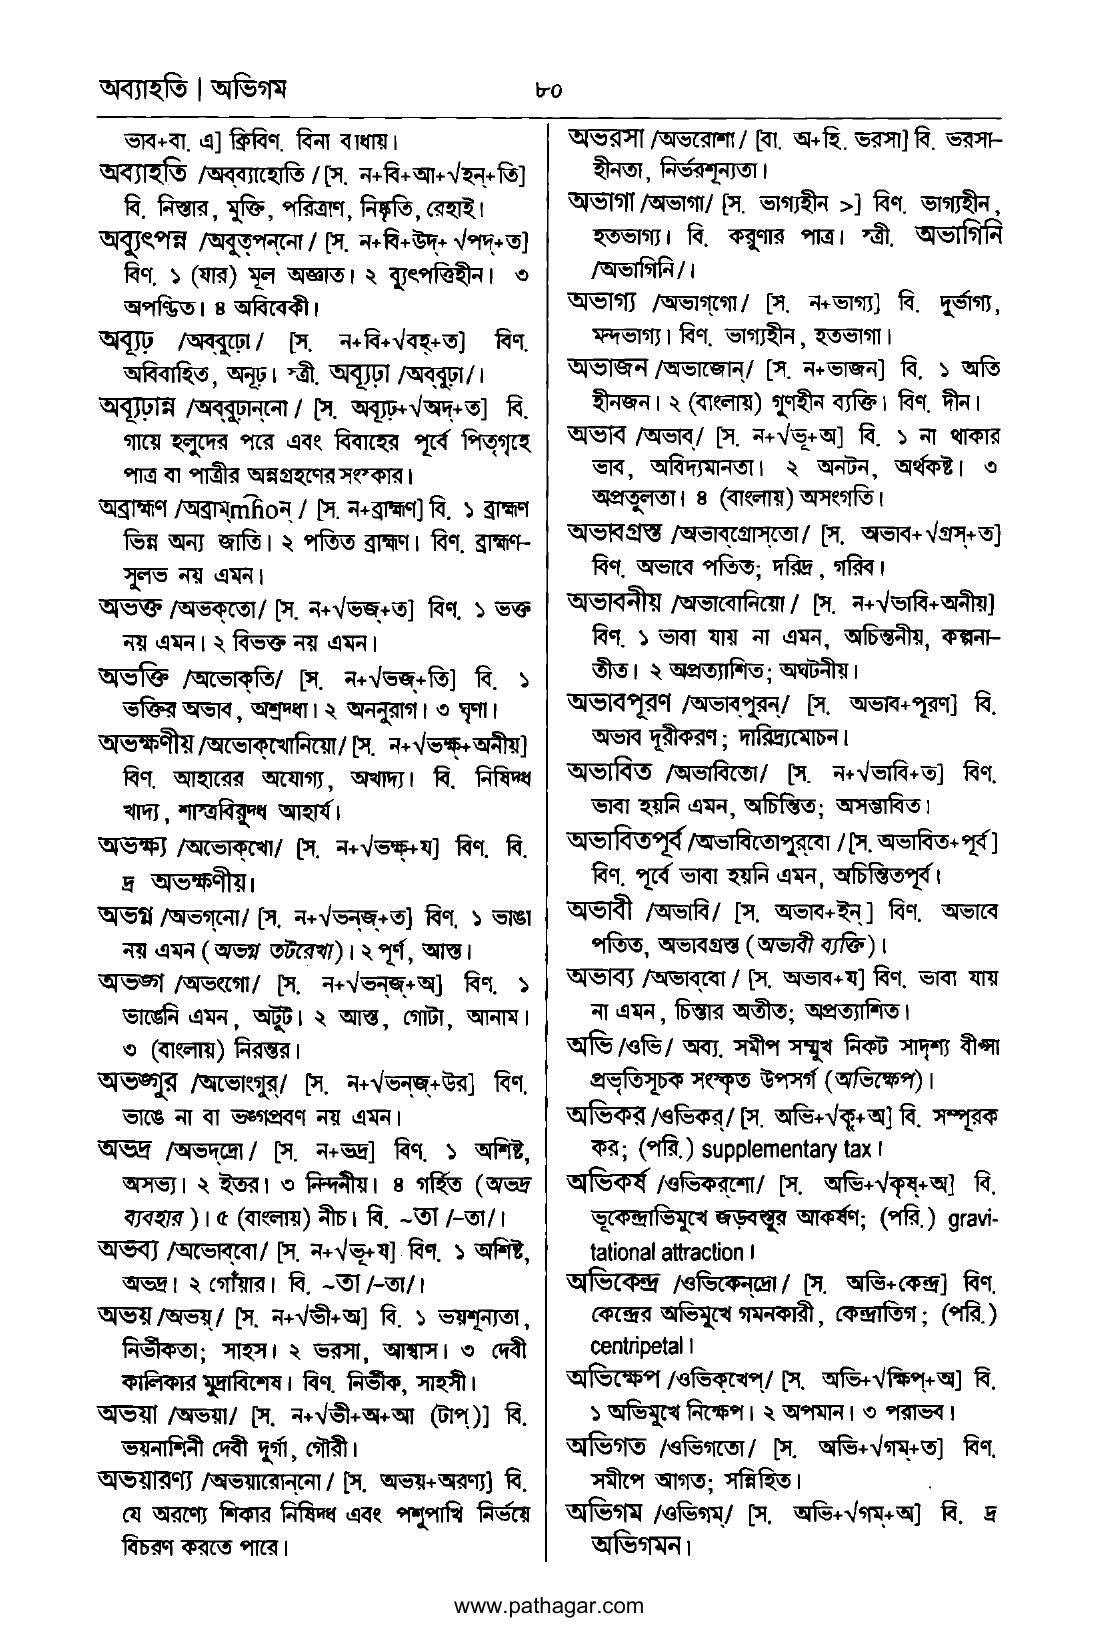 অব্যাহতি | অভিগম
৮০
ভাব+বা. এ] ক্রিবিণ. বিনা বাধায়।
অব্যাহতি /অব্‌ব্যাহোতি / [স. ন+বি+আ+√হন্‌+তি]
বি. নিস্তার, মুক্তি, পরিত্রাণ, নিষ্কৃতি, রেহাই।
অব্যুৎপন্ন /অব্বুত্‌পন্‌নো / [স. ন+বি+উদ্‌+ √পদ্‌+ত]
বিণ. ১ (যার) মূল অজ্ঞাত। ২ ব্যুৎপত্তিহীন। ৩
অপণ্ডিত। ৪ অবিবেকী।
অব্যূঢ় /অব্‌বুঢ়ো / [স. ন+বি+√বহ্‌+ত] বিণ.
অবিবাহিত, অনূঢ়। স্ত্রী. অব্যূঢ়া /অব্‌বুঢ়া/।
অব্যূঢ়ান্ন /অব্‌বুঢ়ান্‌নো / [স. অব্যূঢ়+√অদ্‌+ত] বি.
গায়ে হলুদের পরে এবং বিবাহের পূর্বে পিতৃগৃহে
পাত্র বা পাত্রীর অন্নগ্রহণের সংস্কার।
অব্রাহ্মণ /অব্রাম্‌mĥoন্‌ / [স. ন+ব্রাহ্মণ] বি. ১ ব্রাহ্মণ
ভিন্ন অন্য জাতি। ২ পতিত ব্রাহ্মণ। বিণ. ব্রাহ্মণ-
সুলভ নয় এমন।
অভক্ত /অভক্‌তো/ [স. ন+√ভজ্‌+ত] বিণ. ১ ভক্ত
নয় এমন। ২ বিভক্ত নয় এমন।
অভক্তি /অভোক্‌তি/ [স. ন+√ভজ্‌+তি] বি. ১
ভক্তির অভাব, অশ্রদ্ধা। ২ অননুরাগ। ৩ ঘৃণা।
অভক্ষণীয় /অভোক্‌খোনিয়ো/ [স. ন+√ভক্ষ্‌+অনীয়]
বিণ. আহারের অযোগ্য, অখাদ্য। বি. নিষিদ্ধ
খাদ্য, শাস্ত্রবিরুদ্ধ আহার্য।
অভক্ষ্য /অভোক্‌খো/ [স. ন+√ভক্ষ্‌+য] বিণ. বি.
দ্র অভক্ষণীয়।
অভগ্ন /অভগ্‌নো/ [স. ন+√ভন্‌জ্‌+ত] বিণ. ১ ভাঙা
নয় এমন (অভগ্ন তটরেখা)। ২ পূর্ণ, আস্ত।
অভঙ্গ /অভংগো/ [স. ন+√ভন্‌জ্‌+অ] বিণ. ১
ভাঙেনি এমন, অটুট। ২ আস্ত, গোটা, আনাম।
৩ (বাংলায়) নিরন্তর।
অভঙ্গুর /অভোংগুর্‌/ [স. ন+√ভন্‌জ্‌+উর] বিণ.
ভাঙে না বা ভঙ্গপ্রবণ নয় এমন।
অভদ্র /অভদ্‌দ্রো/ [স. ন+ভদ্র] বিণ. ১ অশিষ্ট,
অসভ্য। ২ ইতর। ৩ নিন্দনীয়। ৪ গর্হিত (অভদ্র
ব্যবহার)। ৫ (বাংলায়) নীচ। বি. ~তা /-তা/।
অভব্য /অভোব্‌বো/ [স. ন+√ভূ+য] বিণ. ১ অশিষ্ট,
অভদ্র। ২ গোঁয়ার। বি. ~তা /-তা/।
অভয় /অভয়্‌/ [স. ন+√ভী+অ] বি. ১ ভয়শূন্যতা,
নির্ভীকতা; সাহস। ২ ভরসা, আশ্বাস। ৩ দেবী
কালিকার মুদ্রাবিশেষ। বিণ. নির্ভীক, সাহসী।
অভয়া /অভয়া/ [স. ন+√ভী+অ+আ (টাপ্‌)] বি.
ভয়নাশিনী দেবী দুর্গা, গৌরী।
অভয়ারণ্য /অভয়ারোন্‌নো / [স. অভয়+অরণ্য] বি.
যে অরণ্যে শিকার নিষিদ্ধ এবং পশুপাখি নির্ভয়ে
বিচরণ করতে পারে।
অভরসা /অভরোশা / [বা. অ+হি. ভরসা] বি. ভরসা-
হীনতা, নির্ভরশূন্যতা।
অভাগা /অভাগা/ [স. ভাগ্যহীন >] বিণ. ভাগ্যহীন,
হতভাগ্য। বি. করুণার পাত্র। স্ত্রী. অভাগিনি
/অভাগিনি/।
অভাগ্য /অভাগ্‌গো/ [স. ন+ভাগ্য] বি. দুর্ভাগ্য,
মন্দভাগ্য। বিণ. ভাগ্যহীন, হতভাগা।
অভাজন /অভাজোন্‌/ [স. ন+ভাজন] বি. ১ অতি
হীনজন। ২ (বাংলায়) গুণহীন ব্যক্তি। বিণ. দীন।
অভাব /অভাব্‌/ [স. ন+√ভূ+অ] বি. ১ না থাকার
ভাব, অবিদ্যমানতা। ২ অনটন, অর্থকষ্ট। ৩
অপ্রতুলতা। ৪ (বাংলায়) অসংগতি।
অভাবগ্রস্ত /অভাব্‌গ্রোস্‌তো/ [স. অভাব+√গ্রস্‌+ত]
বিণ. অভাবে পতিত; দরিদ্র, গরিব।
অভাবনীয় /অভাবোনিয়ো / [স. ন+√ভাবি+অনীয়]
বিণ. ১ ভাবা যায় না এমন, অচিন্তনীয়, কল্পনা-
তীত। ২ অপ্রত্যাশিত; অঘটনীয়।
অভাবপূরণ /অভাব্‌পুরন্‌/ [স. অভাব+পূরণ] বি.
অভাব দূরীকরণ; দারিদ্র্যমোচন।
অভাবিত /অভাবিতো/ [স. ন+√ভাবি+ত] বিণ.
ভাবা হয়নি এমন, অচিন্তিত; অসম্ভাবিত।
অভাবিতপূর্ব /অভাবিতোপুর্‌বো / [স. অভাবিত+পূর্ব]
বিণ. পূর্বে ভাবা হয়নি এমন, অচিন্তিতপূর্ব।
অভাবী /অভাবি/ [স. অভাব+ইন্‌] বিণ. অভাবে
পতিত, অভাবগ্রস্ত (অভাবী ব্যক্তি)।
অভাব্য /অভাব্‌বো / [স. অভাব+য] বিণ. ভাবা যায়
না এমন, চিন্তার অতীত; অপ্রত্যাশিত।
অভি /ওভি/ অব্য. সমীপ সম্মুখ নিকট সাদৃশ্য বীপ্সা
প্রভৃতিসূচক সংস্কৃত উপসর্গ (অভিক্ষেপ)।
অভিকর /ওভিকর্‌/ [স. অভি+√কৃ+অ] বি. সম্পূরক
কর; (পরি.) supplementary tax।
অভিকর্ষ /ওভিকর্‌শো/ [স. অভি+√কৃষ্‌+অ] বি.
ভূকেন্দ্রাভিমুখে জড়বস্তুর আকর্ষণ; (পরি.) gravi-
tational attraction।
অভিকেন্দ্র /ওভিকেন্‌দ্রো/ [স. অভি+কেন্দ্র] বিণ.
কেন্দ্রের অভিমুখে গমনকারী, কেন্দ্রাতিগ; (পরি.)
centripetal।
অভিক্ষেপ /ওভিক্‌খেপ্‌/ [স. অভি+√ক্ষিপ্‌+অ] বি.
১ অভিমুখে নিক্ষেপ। ২ অপমান। ৩ পরাভব।
অভিগত /ওভিগতো/ [স. অভি+√গম্‌+ত] বিণ.
সমীপে আগত; সন্নিহিত।
অভিগম /ওভিগম্‌/ [স. অভি+√গম্‌+অ] বি. দ্র
অভিগমন।
www.pathagar.com